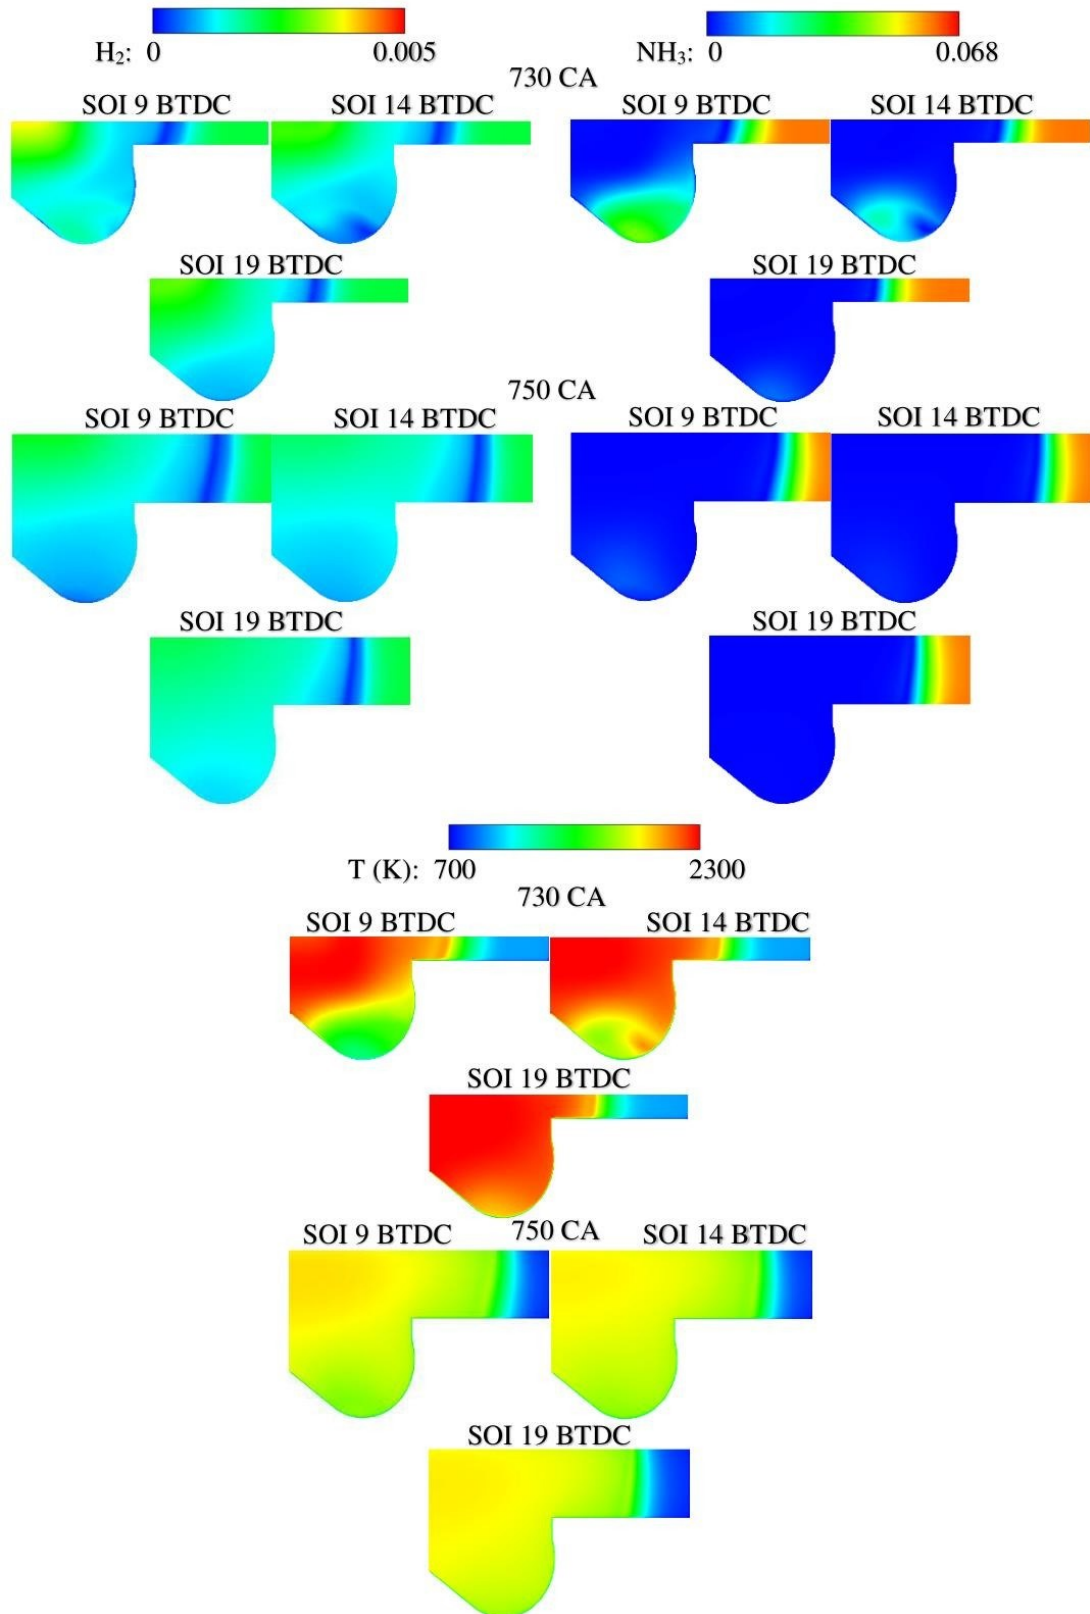 H₂: 0 0.005 NH₃: 0 0.068
730 CA
SOI 9 BTDC SOI 14 BTDC SOI 9 BTDC SOI 14 BTDC
SOI 19 BTDC SOI 19 BTDC
750 CA
SOI 9 BTDC SOI 14 BTDC SOI 9 BTDC SOI 14 BTDC
SOI 19 BTDC SOI 19 BTDC
T (K): 700 2300
730 CA
SOI 9 BTDC SOI 14 BTDC
SOI 19 BTDC
SOI 9 BTDC 750 CA SOI 14 BTDC
SOI 19 BTDC